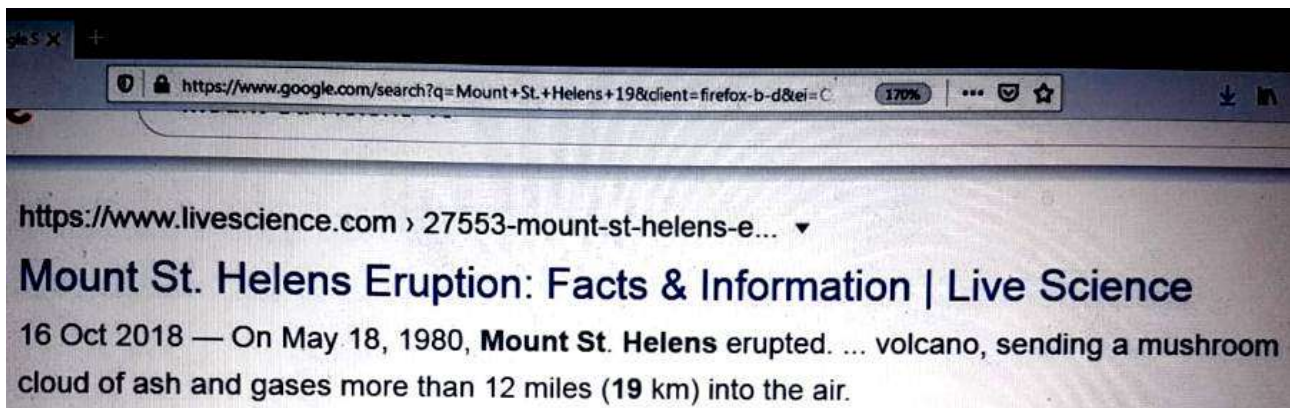 https://www.google.com/search?q=Mount+St.+Helens+19&client=firefox-b-d&ei=C 170%
https://www.livescience.com › 27553-mount-st-helens-e...
Mount St. Helens Eruption: Facts & Information | Live Science
16 Oct 2018 — On May 18, 1980, Mount St. Helens erupted. ... volcano, sending a mushroom
cloud of ash and gases more than 12 miles (19 km) into the air.